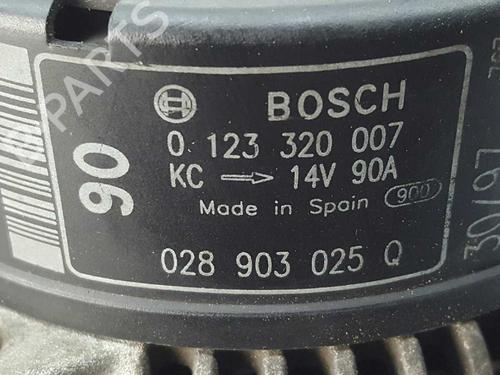 BOSCH
0 123 320 007
KC → 14V 90A
Made in Spain 900
028 903 025 Q
90
30/97
PARTS